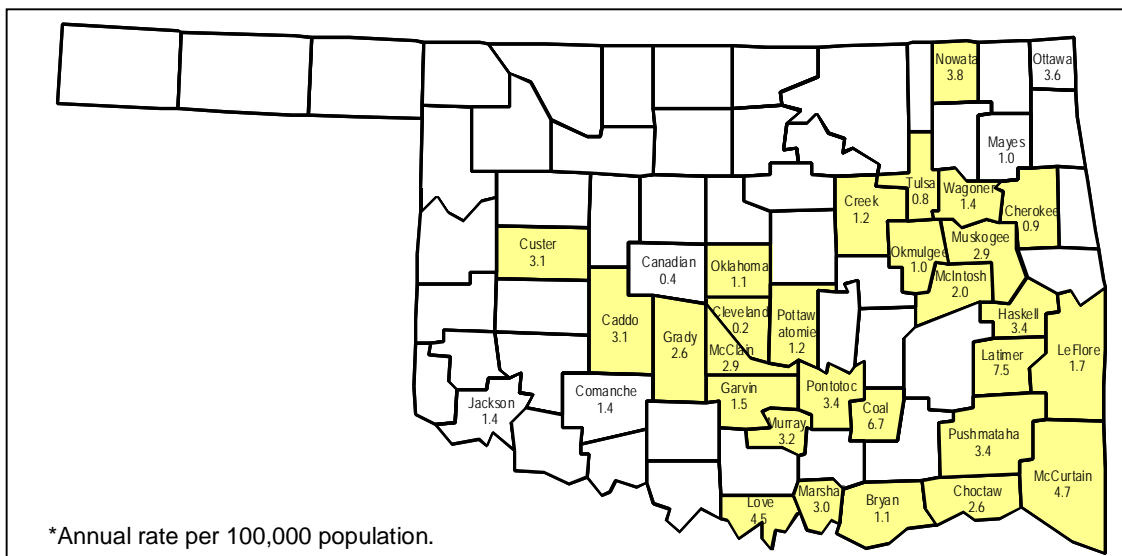 Nowata
3.8
Ottawa
3.6
Mayes
1.0
Tulsa
0.8
Wagoner
1.4
Creek
1.2
Cherokee
0.9
Custer
3.1
Muskogee
2.9
Okmulgee
1.0
Canadian
0.4
Oklahoma
1.1
McIntosh
2.0
Cleveland
0.2
Pottaw
atomie
1.2
Haskell
3.4
Caddo
3.1
Grady
2.6
McClain
2.9
Latimer
7.5
LeFlore
1.7
Comanche
1.4
Garvin
1.5
Pontotoc
3.4
Jackson
1.4
Coal
6.7
Murray
3.2
Pushmataha
3.4
McCurtain
4.7
Love
4.5
Marsha
3.0
Bryan
1.1
Choctaw
2.6
*Annual rate per 100,000 population.